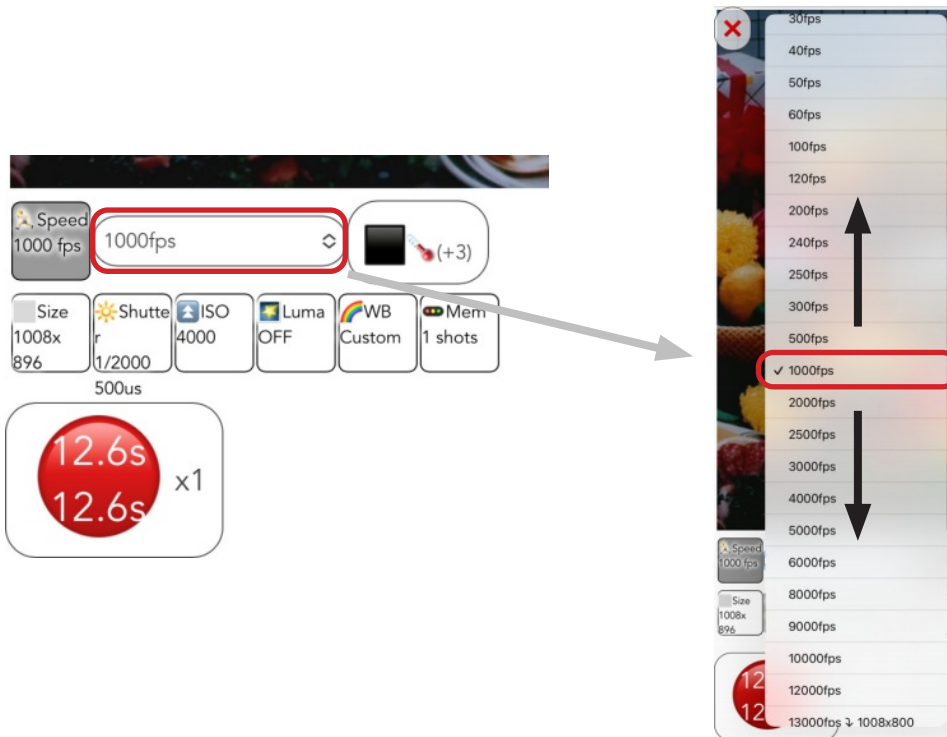 Speed
1000 fps
1000fps
(+3)
Size
1008x
896
Shutte
r
1/2000
ISO
4000
Luma
OFF
WB
Custom
Mem
1 shots
500us
12.6s
12.6s
x1
30fps
40fps
50fps
60fps
100fps
120fps
200fps
240fps
250fps
300fps
500fps
✓ 1000fps
2000fps
2500fps
3000fps
4000fps
5000fps
6000fps
8000fps
9000fps
10000fps
12000fps
13000fps ↴ 1008x800
Speed
1000 fps
Size
1008x
896
12
12